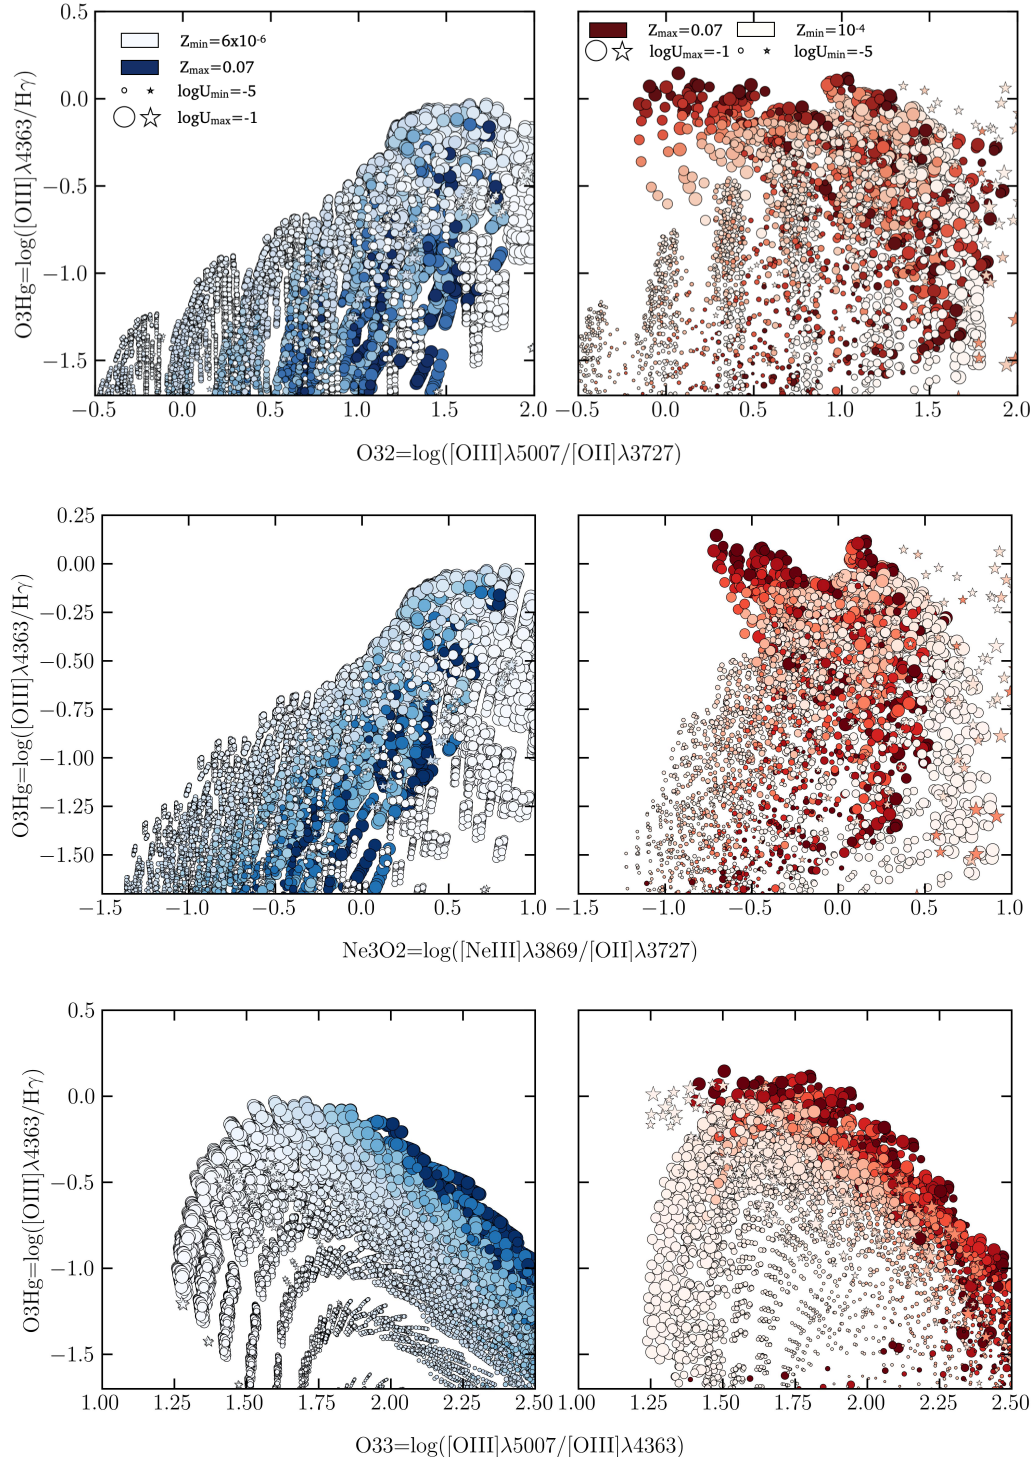 0.5
0.0
−0.5
−1.0
−1.5
O3Hg=log([OIII]λ4363/Hγ)
Zmin=6x10-6
Zmax=0.07
logUmin=-5
logUmax=-1
Zmax=0.07 Zmin=10-4
logUmax=-1 logUmin=-5
−0.5 0.0 0.5 1.0 1.5 2.0
−0.5 0.0 0.5 1.0 1.5 2.0
O32=log([OIII]λ5007/[OII]λ3727)
0.25
0.00
−0.25
−0.50
−0.75
−1.00
−1.25
−1.50
O3Hg=log([OIII]λ4363/Hγ)
−1.5 −1.0 −0.5 0.0 0.5 1.0
−1.5 −1.0 −0.5 0.0 0.5 1.0
Ne3O2=log([NeIII]λ3869/[OII]λ3727)
0.5
0.0
−0.5
−1.0
−1.5
O3Hg=log([OIII]λ4363/Hγ)
1.00 1.25 1.50 1.75 2.00 2.25 2.50
1.00 1.25 1.50 1.75 2.00 2.25 2.50
O33=log([OIII]λ5007/[OIII]λ4363)